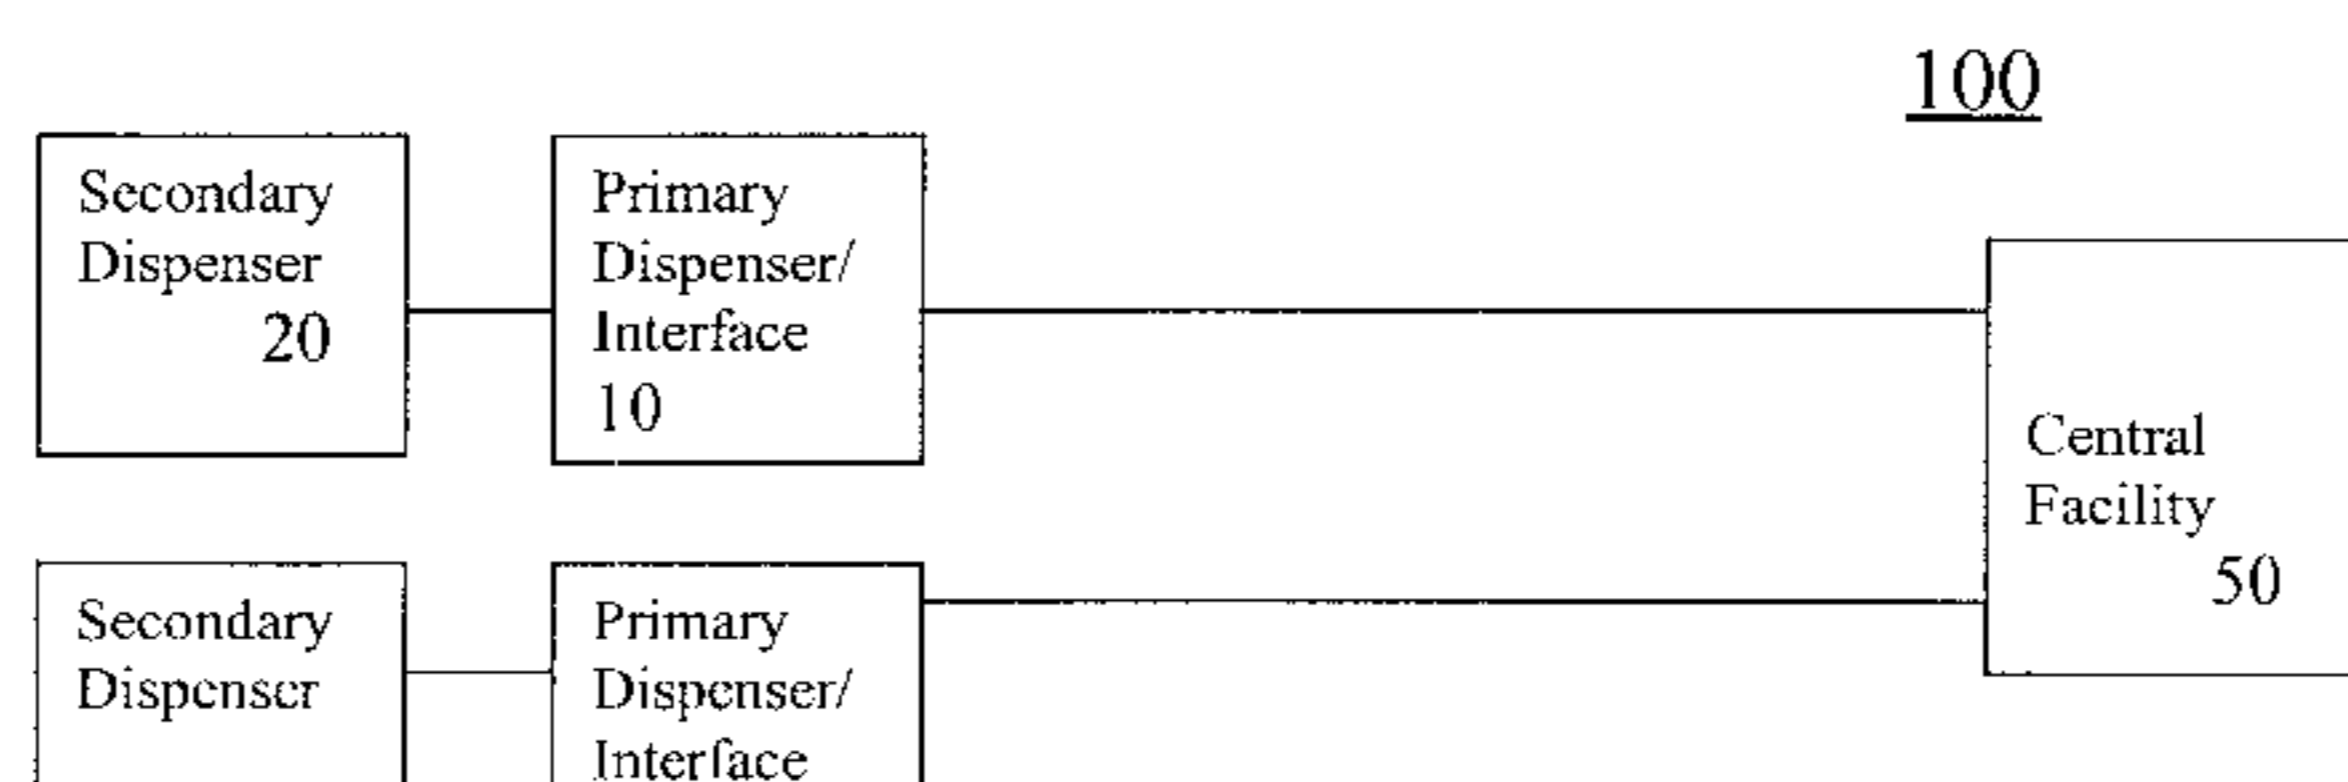 100
Secondary
Dispenser
20
Primary
Dispenser/
Interface
10
Central
Facility
50
Secondary
Dispenser
Primary
Dispenser/
Interface